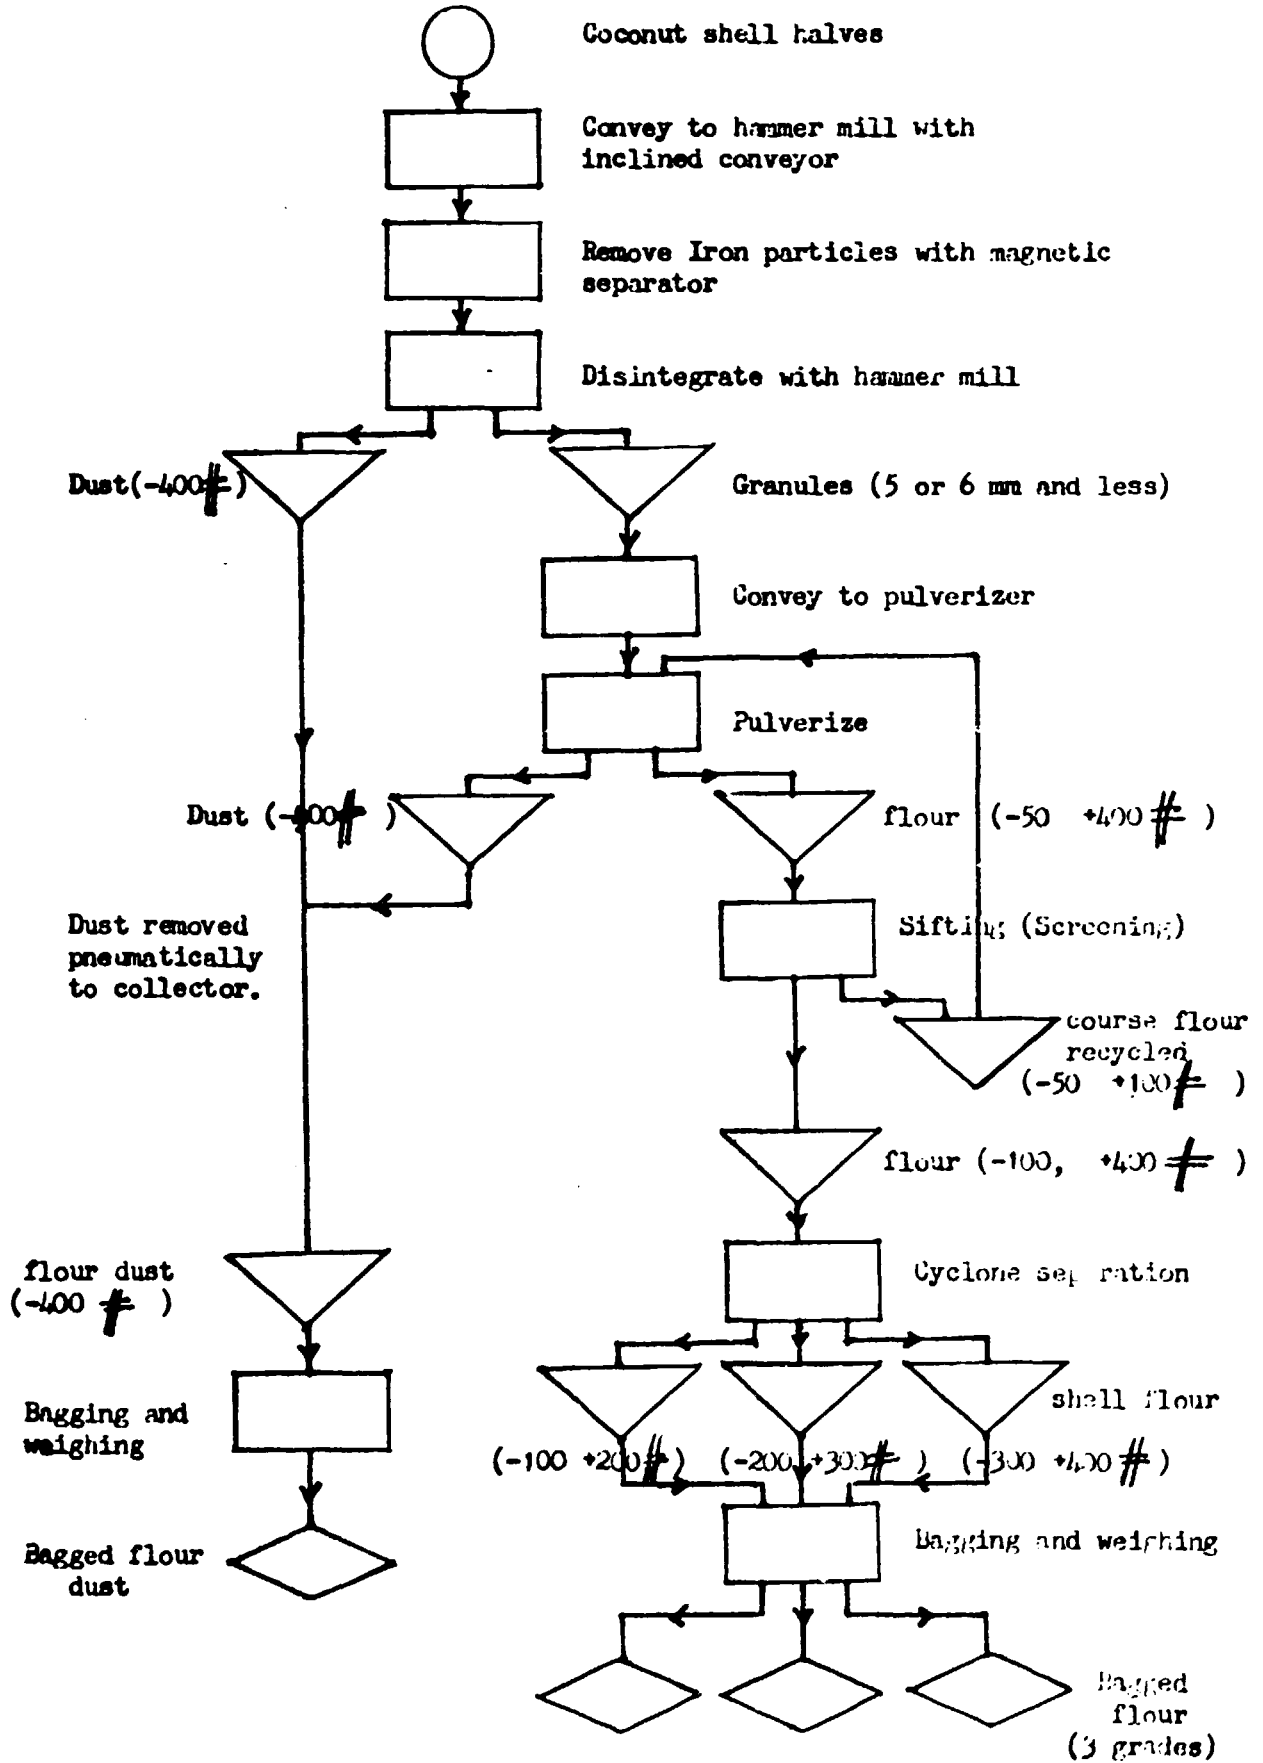 Coconut shell halves
Convey to hammer mill with
inclined conveyor
Remove Iron particles with magnetic
separator
Disintegrate with hammer mill
Dust(-400#)
Granules (5 or 6 mm and less)
Convey to pulverizer
Pulverize
Dust (-400# )
flour (-50 +400# )
Dust removed
pneumatically
to collector.
Sifting (Screening)
course flour
recycled
(-50 +100# )
flour (-100, +400# )
flour dust
(-400 # )
Cyclone separation
shell flour
Bagging and
weighing
(-100 +200#) (-200 +300# ) (-300 +400 # )
Bagging and weighing
Bagged flour
dust
Bagged
flour
(3 grades)